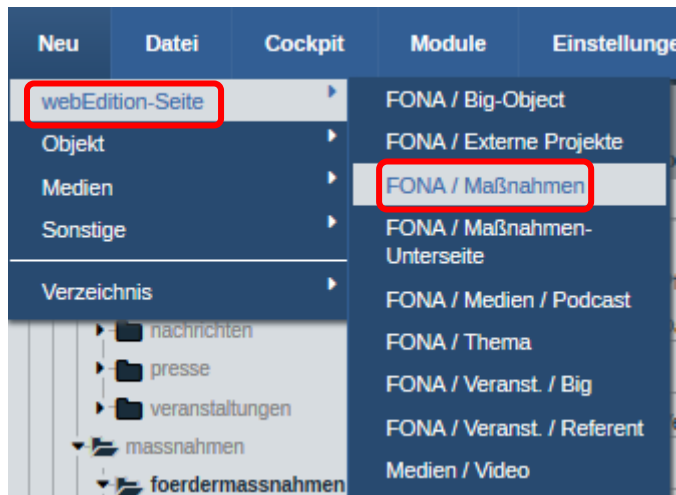 Neu Datei Cockpit Module Einstellunge
webEdition-Seite
Objekt
Medien
Sonstige
Verzeichnis
FONA / Big-Object
FONA / Externe Projekte
FONA / Maßnahmen
FONA / Maßnahmen-
Unterseite
FONA / Medien / Podcast
FONA / Thema
FONA / Veranst. / Big
FONA / Veranst. / Referent
Medien / Video
nachrichten
presse
veranstaltungen
massnahmen
foerdermassnahmen